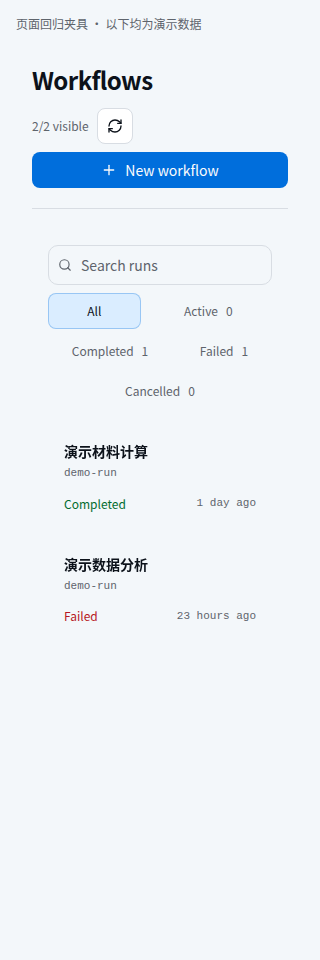 页面回归夹具 · 以下均为演示数据
Workflows
2/2 visible
New workflow
Search runs
All
Active 0
Completed 1
Failed 1
Cancelled 0
演示材料计算
demo-run
Completed 1 day ago
演示数据分析
demo-run
Failed 23 hours ago